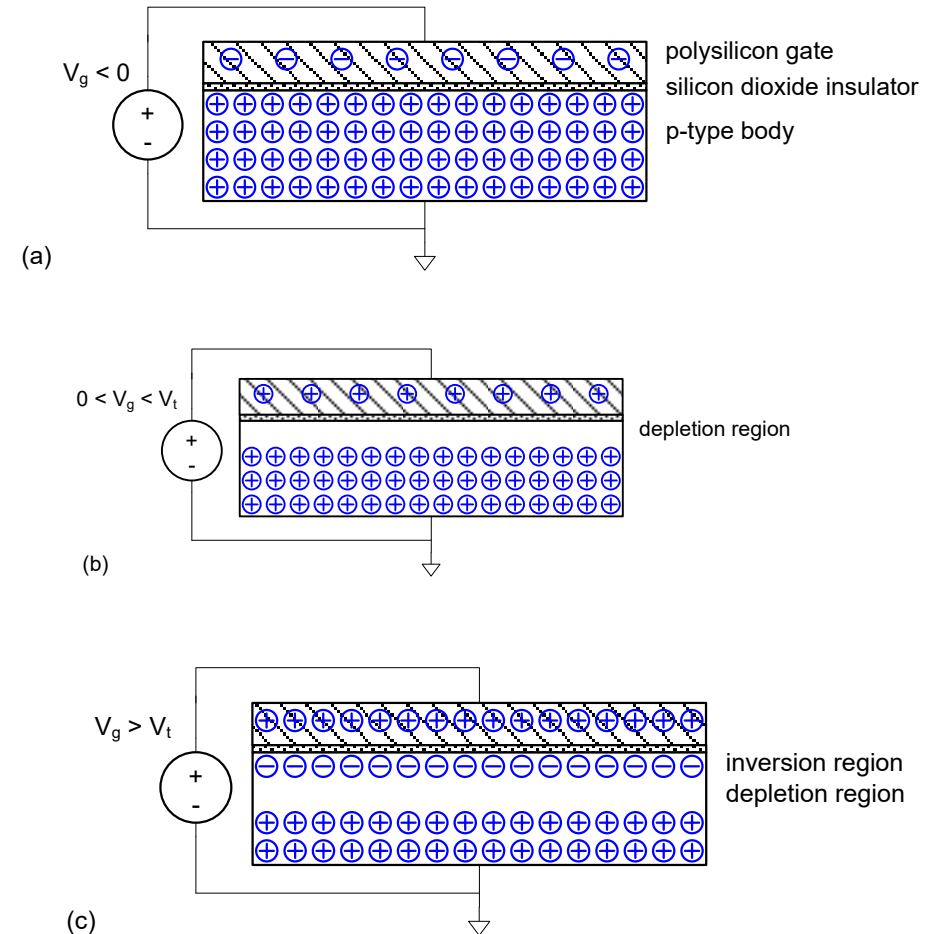 polysilicon gate
V_g < 0
silicon dioxide insulator
+
p-type body
-
(a)
0 < V_g < V_t
depletion region
+
-
(b)
V_g > V_t
inversion region
+
depletion region
-
(c)